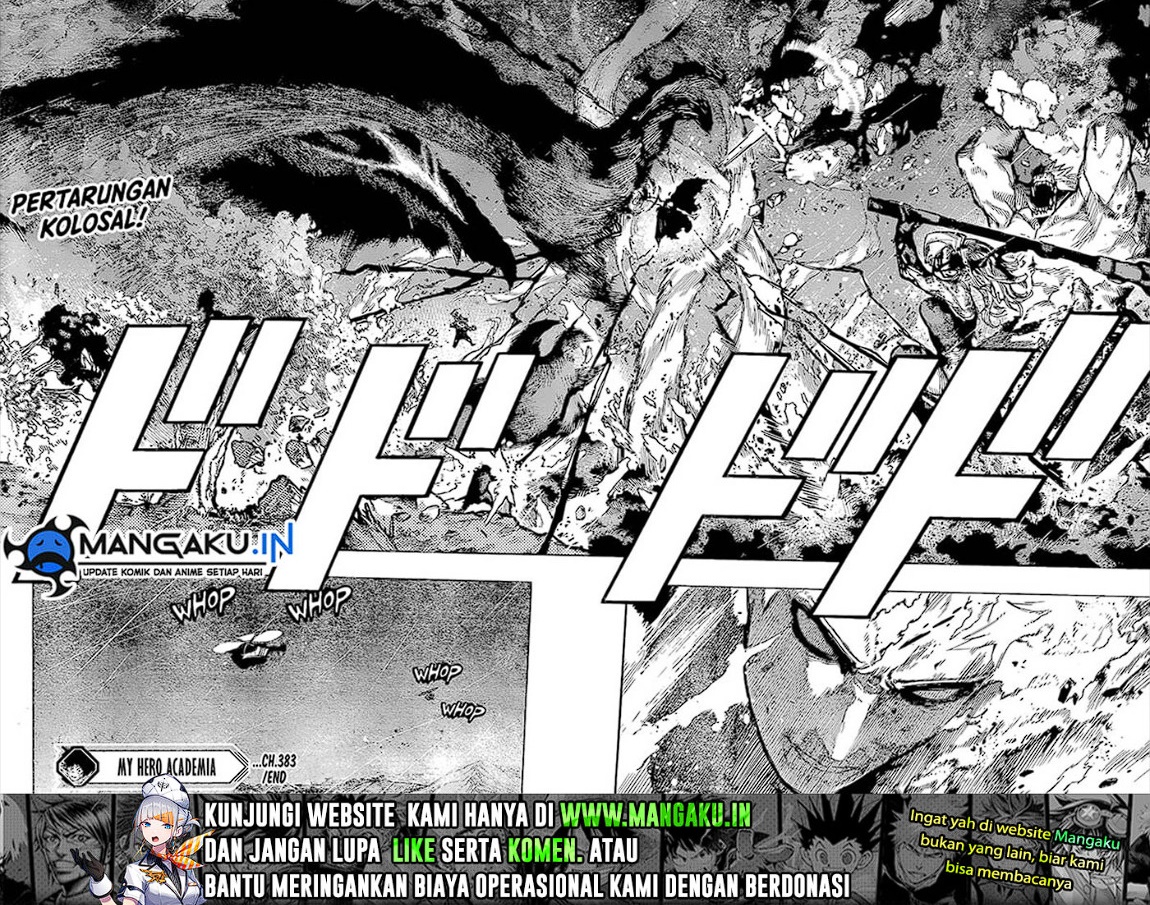 PERTARUNGAN
KOLOSAL!
ド ド ド ド
MANGAKU.IN
UPDATE KOMIK DAN ANIME SETIAP HARI
WHOP
WHOP
WHOP
WHOP
MY HERO ACADEMIA
...CH.383
/END
KUNJUNGI WEBSITE KAMI HANYA DI WWW.MANGAKU.IN
DAN JANGAN LUPA LIKE SERTA KOMEN. ATAU
BANTU MERINGANKAN BIAYA OPERASIONAL KAMI DENGAN BERDONASI
Ingat yah di website Mangaku
bukan yang lain, biar kami
bisa membacanya